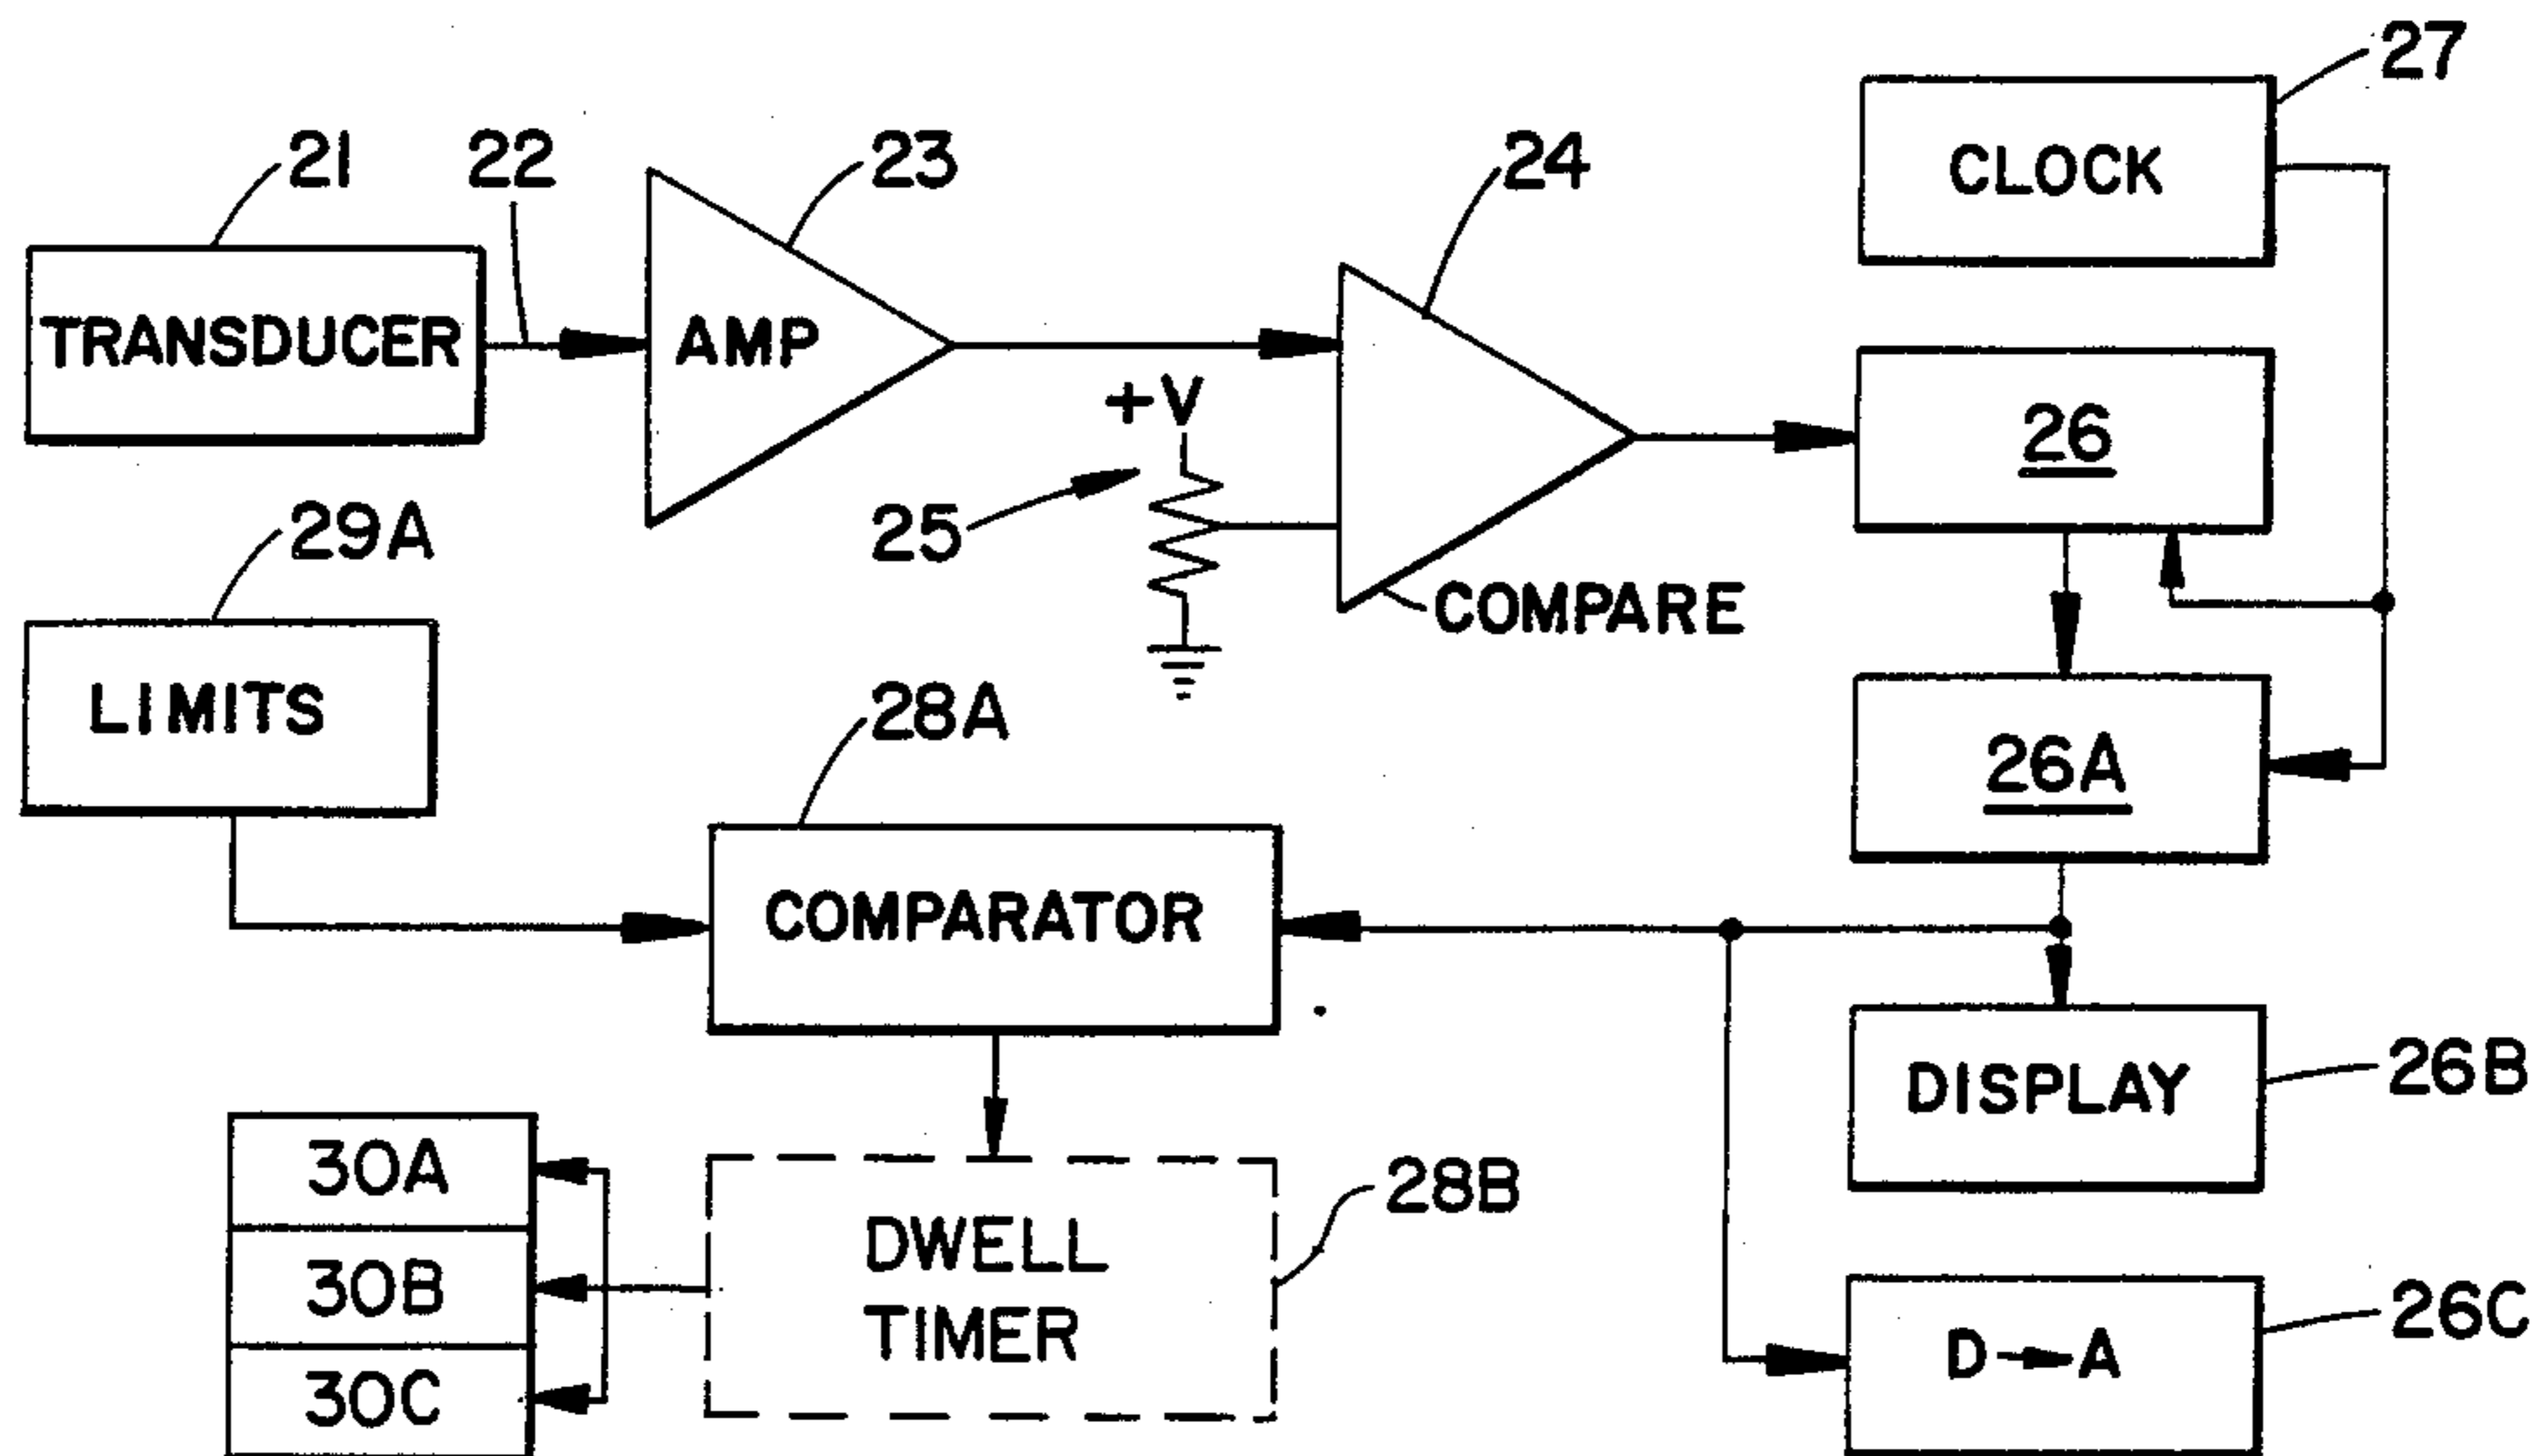 27
21
22
23
24
CLOCK
TRANSDUCER
AMP
+V
26
25
29A
COMPARE
LIMITS
28A
26A
COMPARATOR
DISPLAY
26B
30A
28B
DWELL
TIMER
30B
26C
D→A
30C